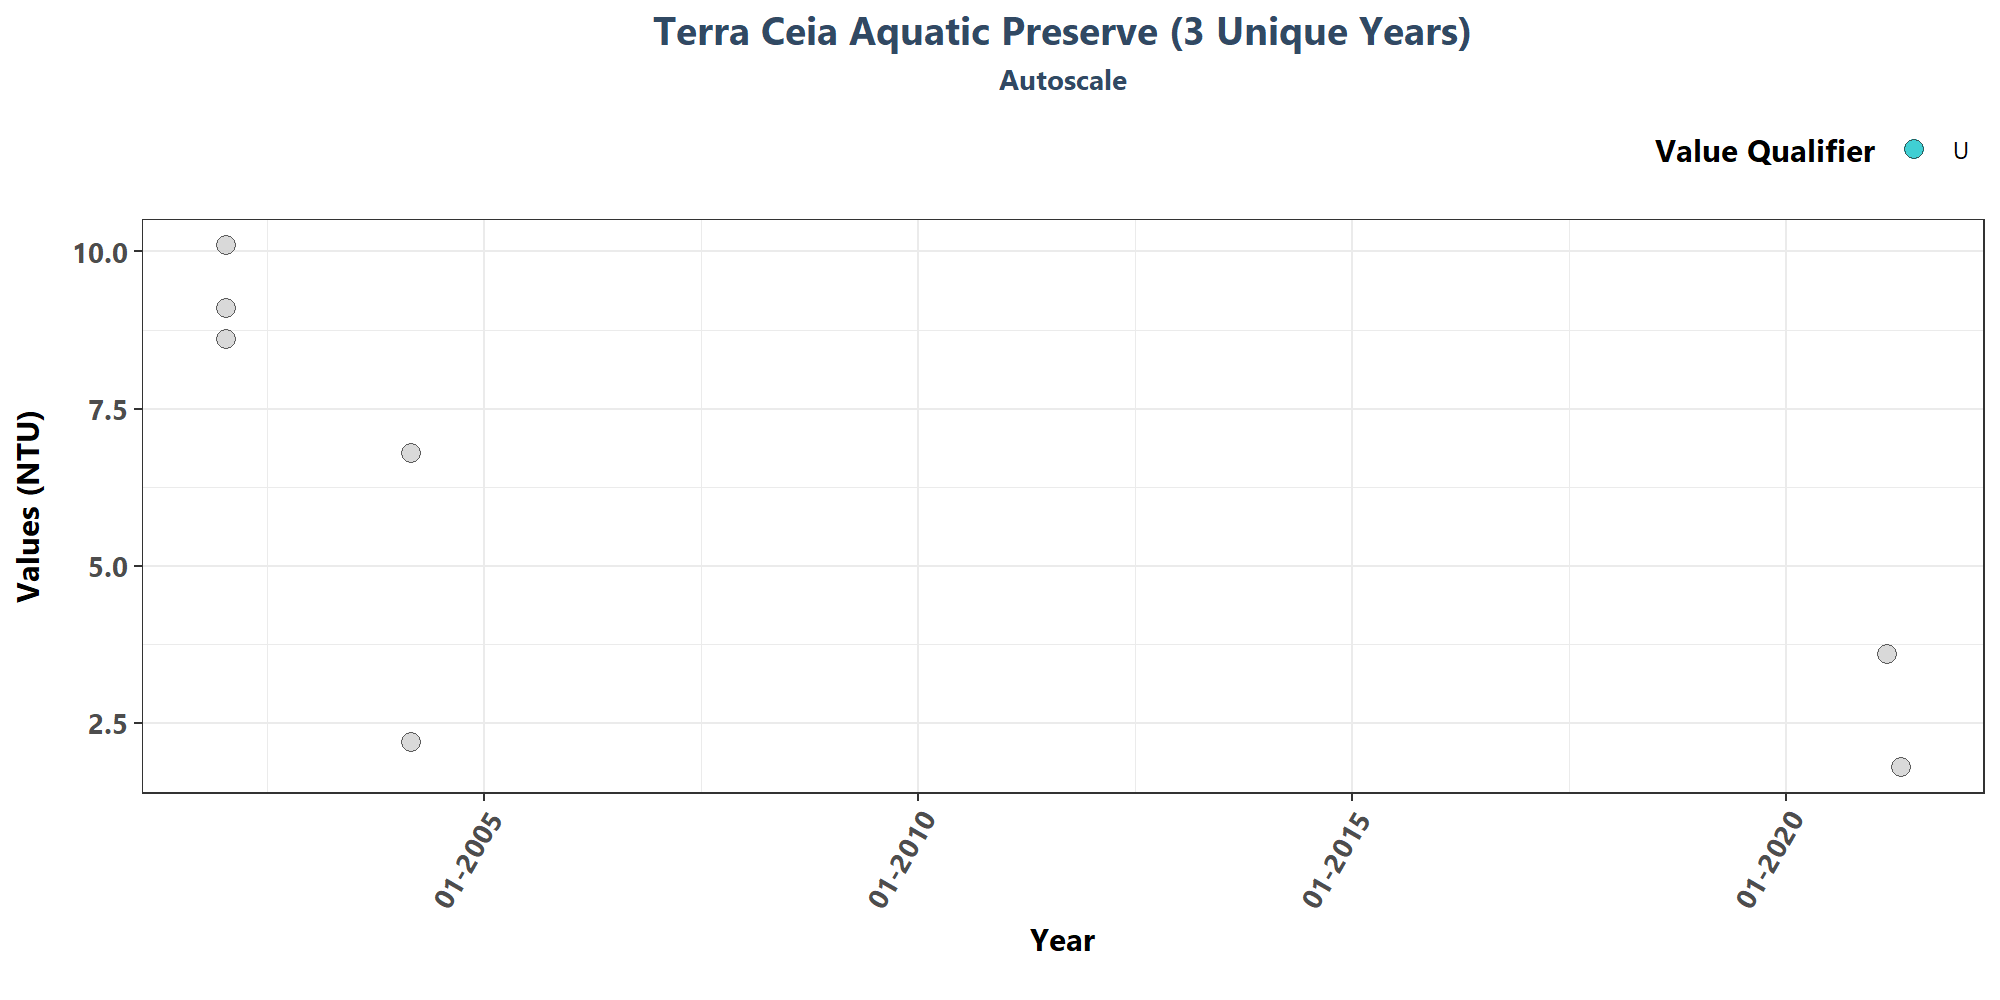 Terra Ceia Aquatic Preserve (3 Unique Years)
Autoscale
Value Qualifier U
Values (NTU)
10.0
7.5
5.0
2.5
01-2005 01-2010 01-2015 01-2020
Year